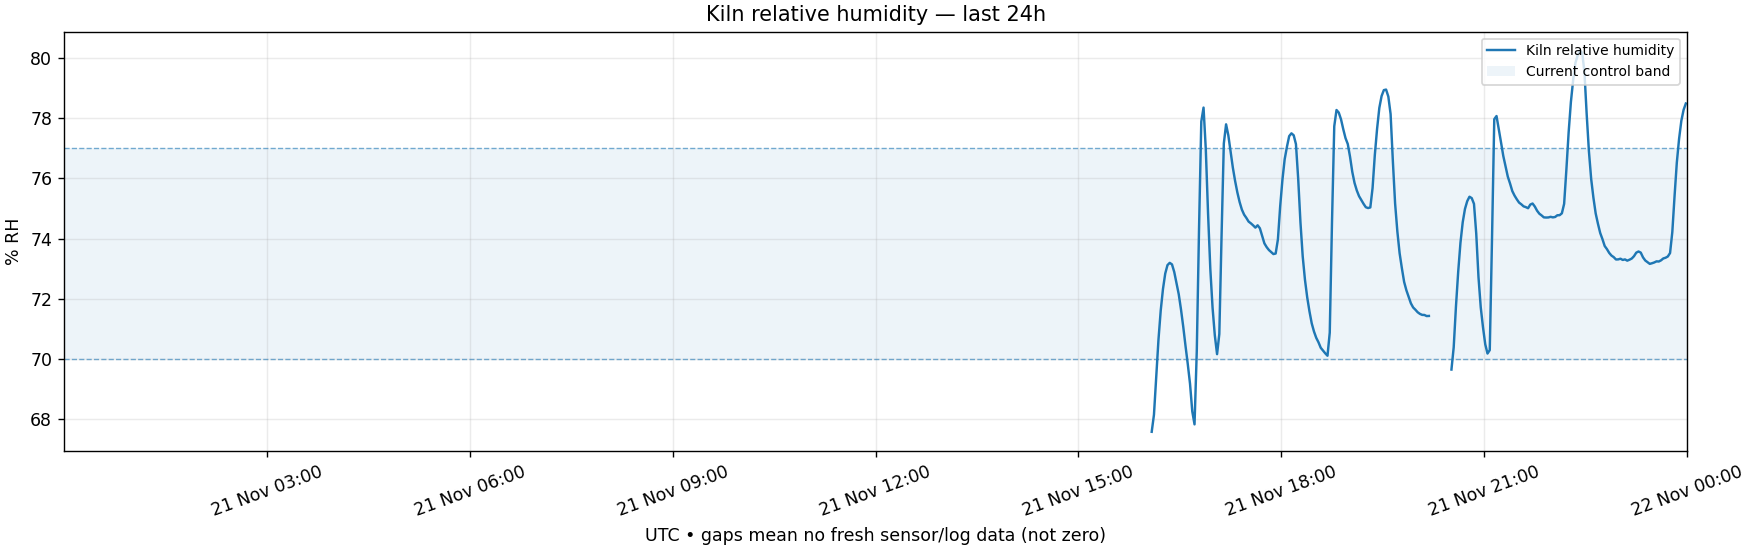 Kiln relative humidity — last 24h
Kiln relative humidity
Current control band
% RH
80
78
76
74
72
70
68
21 Nov 03:00
21 Nov 06:00
21 Nov 09:00
21 Nov 12:00
21 Nov 15:00
21 Nov 18:00
21 Nov 21:00
22 Nov 00:00
UTC • gaps mean no fresh sensor/log data (not zero)